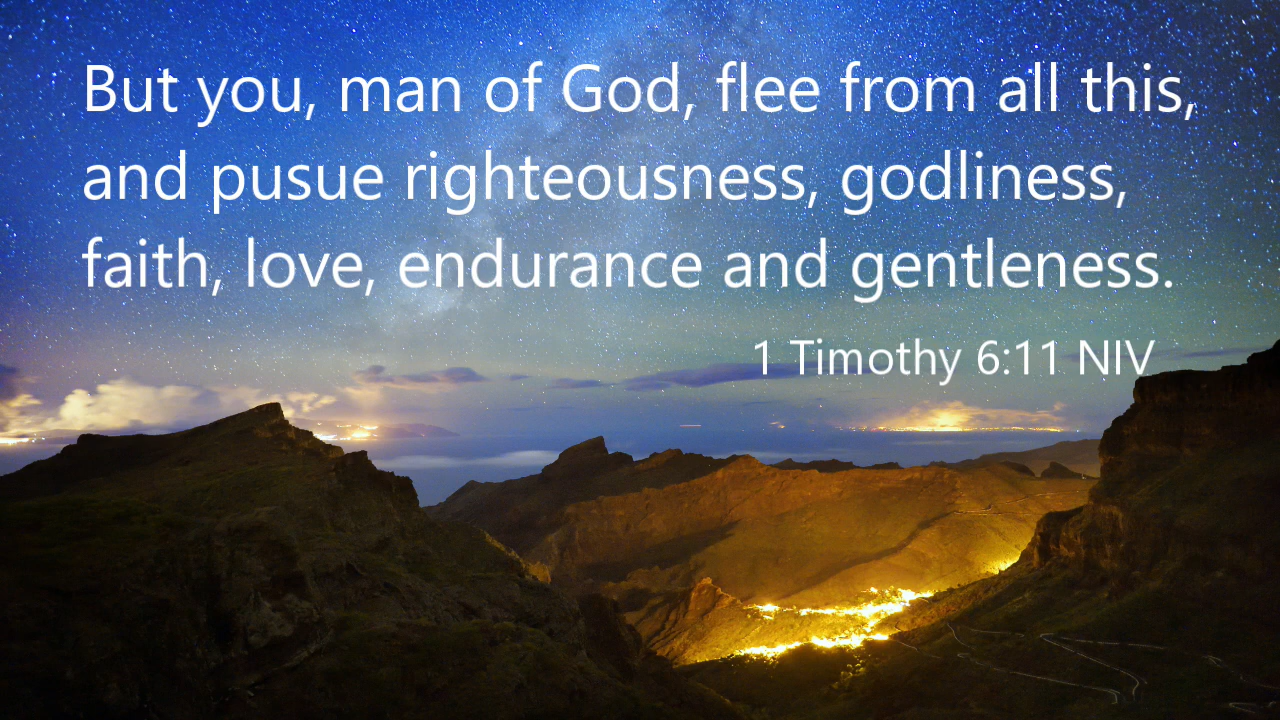 But you, man of God, flee from all this,
and pusue righteousness, godliness,
faith, love, endurance and gentleness.
1 Timothy 6:11 NIV